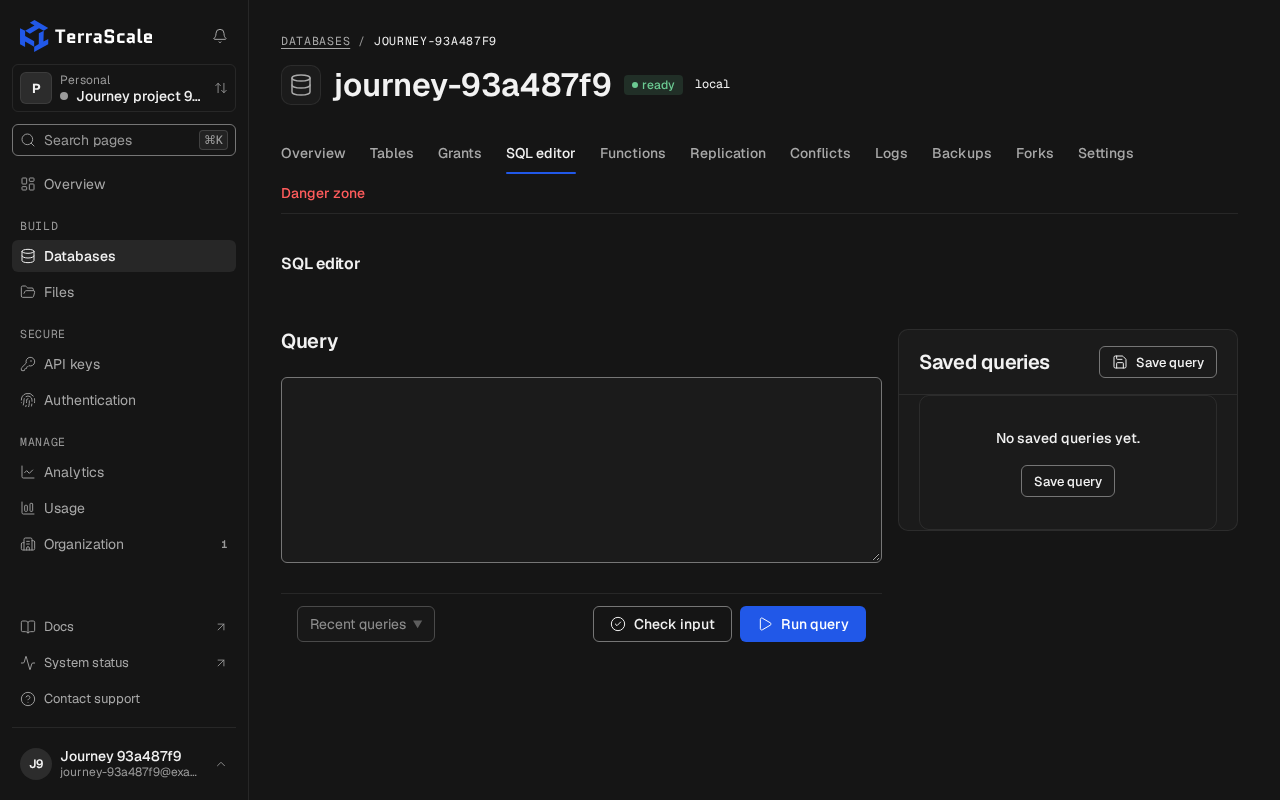 TerraScale
P
Personal
Journey project 9...
Search pages
⌘K
Overview
BUILD
Databases
Files
SECURE
API keys
Authentication
MANAGE
Analytics
Usage
Organization
1
Docs
System status
Contact support
J9
Journey 93a487f9
journey-93a487f9@exa...
DATABASES / JOURNEY-93A487F9
journey-93a487f9
ready
local
Overview
Tables
Grants
SQL editor
Functions
Replication
Conflicts
Logs
Backups
Forks
Settings
Danger zone
SQL editor
Query
Recent queries
Check input
Run query
Saved queries
Save query
No saved queries yet.
Save query